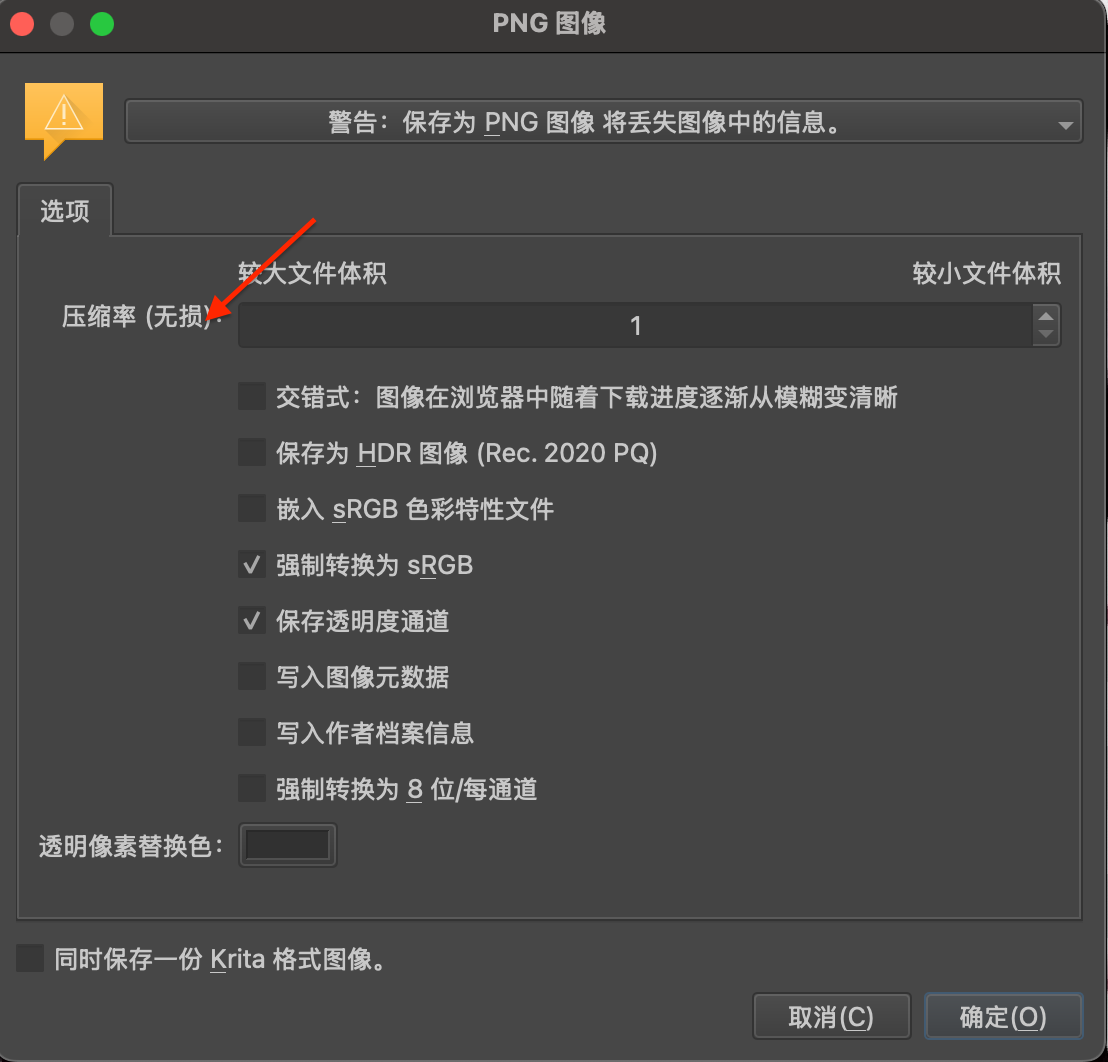 PNG 图像
警告：保存为 PNG 图像 将丢失图像中的信息。
选项
较大文件体积 较小文件体积
压缩率 (无损)： 1
交错式：图像在浏览器中随着下载进度逐渐从模糊变清晰
保存为 HDR 图像 (Rec. 2020 PQ)
嵌入 sRGB 色彩特性文件
强制转换为 sRGB
保存透明度通道
写入图像元数据
写入作者档案信息
强制转换为 8 位/每通道
透明像素替换色：
同时保存一份 Krita 格式图像。
取消(C) 确定(O)